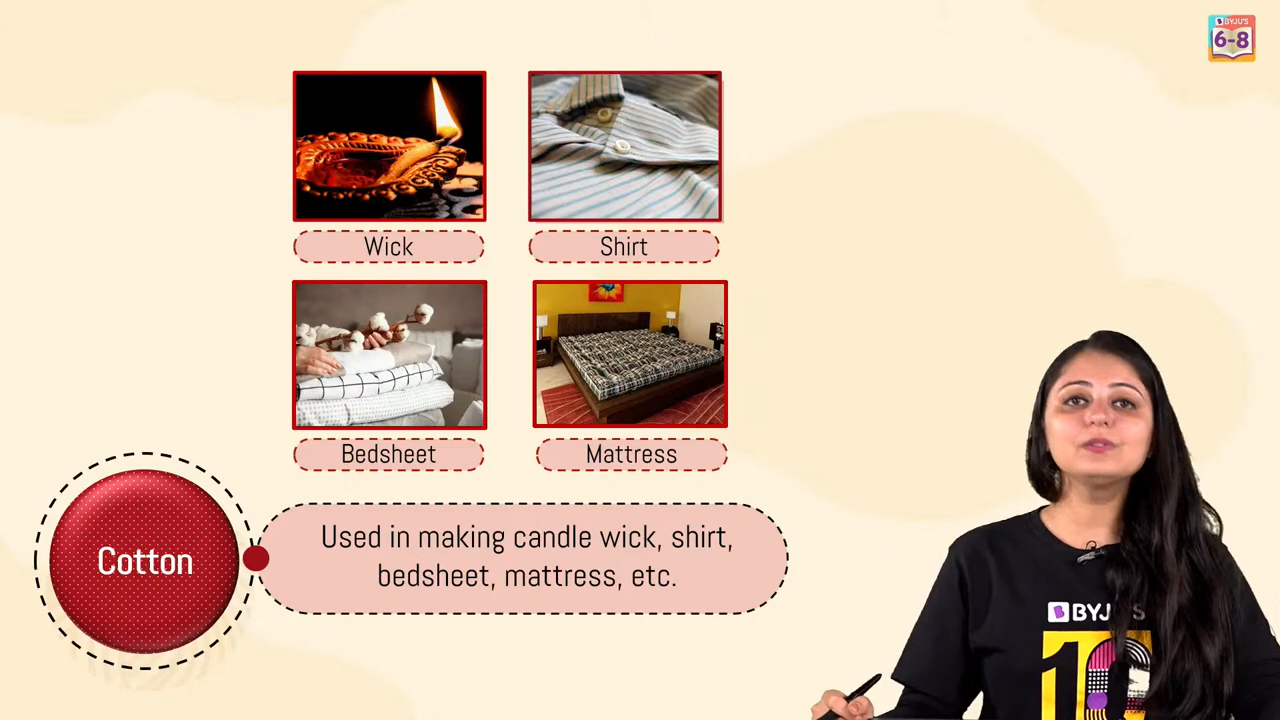 BYJU'S
6-8
Wick
Shirt
Bedsheet
Mattress
Cotton
Used in making candle wick, shirt,
bedsheet, mattress, etc.
BYJU'S